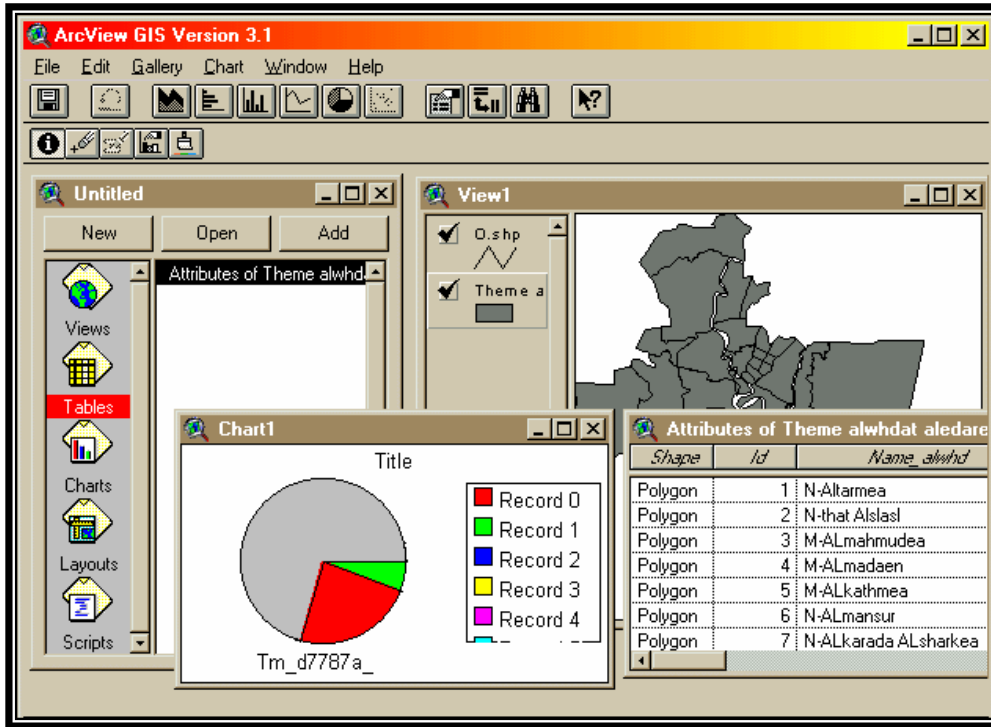 ArcView GIS Version 3.1
File Edit Gallery Chart Window Help
Untitled
New Open Add
Attributes of Theme alwhd
Views
Tables
Charts
Layouts
Scripts
View1
O.shp
Theme a
Chart1
Title
Record 0
Record 1
Record 2
Record 3
Record 4
Tm_d7787a_
Attributes of Theme alwhdat aledare
Shape Id Name_alwhd
Polygon 1 N-Altarmea
Polygon 2 N-that Alslasl
Polygon 3 M-ALmahmudea
Polygon 4 M-ALmadaen
Polygon 5 M-ALkathmea
Polygon 6 N-ALmansur
Polygon 7 N-ALkarada ALsharkea